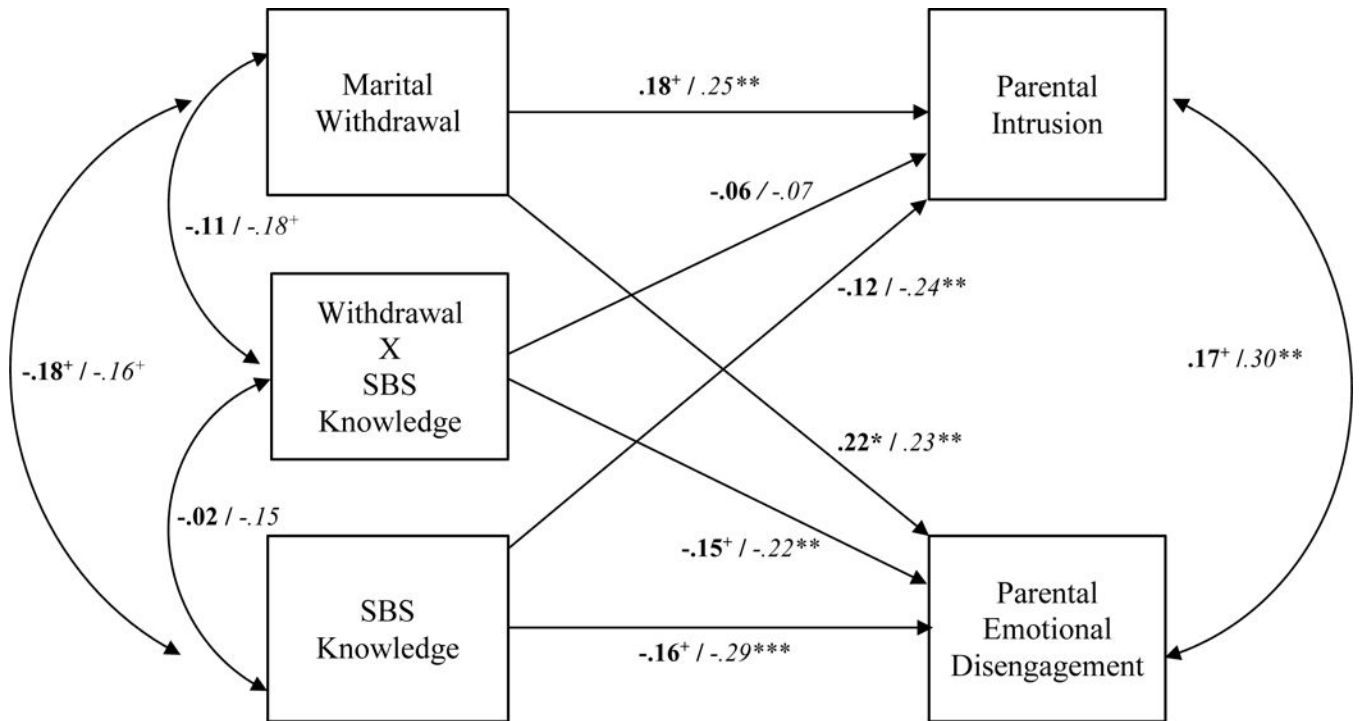 Marital
Withdrawal
.18+ / .25**
Parental
Intrusion
-.06 / -.07
-.11 / -.18+
-.12 / -.24**
Withdrawal
X
SBS
Knowledge
-.18+ / -.16+
.17+ /.30**
.22* / .23**
-.02 / -.15
-.15+ / -.22**
SBS
Knowledge
-.16+ / -.29***
Parental
Emotional
Disengagement